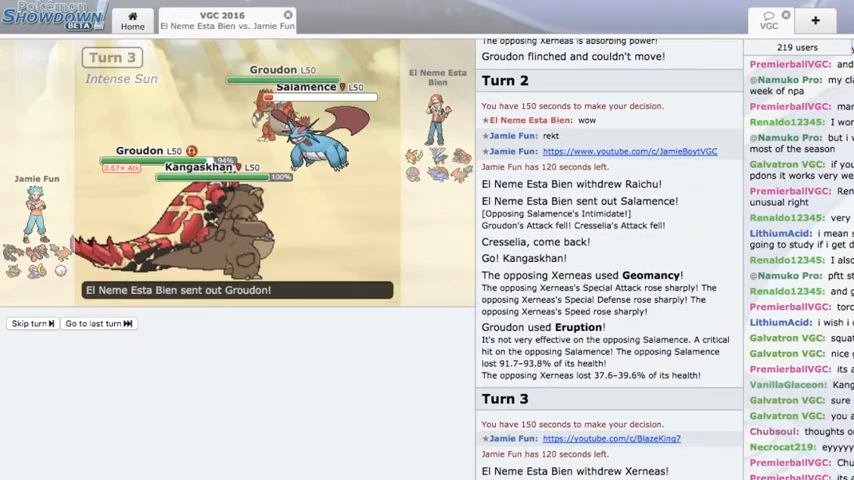 Pokémon
SHOWDOWN
BETA
Home
VGC 2016
El Neme Esta Bien vs. Jamie Fun
VGC
+
Turn 3
Intense Sun
Groudon L50
Salamence L50
El Neme Esta
Bien
Groudon L50
94%
0.67× Atk
Kangaskhan L50
100%
Jamie Fun
El Neme Esta Bien sent out Groudon!
Skip turn
Go to last turn
The opposing Xerneas is absorbing power!
Groudon flinched and couldn't move!
Turn 2
You have 150 seconds to make your decision.
★El Neme Esta Bien: wow
★Jamie Fun: rekt
★Jamie Fun: https://www.youtube.com/c/JamieBoytVGC
Jamie Fun has 120 seconds left.
El Neme Esta Bien withdrew Raichu!
El Neme Esta Bien sent out Salamence!
[Opposing Salamence's Intimidate!]
Groudon's Attack fell! Cresselia's Attack fell!
Cresselia, come back!
Go! Kangaskhan!
The opposing Xerneas used Geomancy!
The opposing Xerneas's Special Attack rose sharply! The
opposing Xerneas's Special Defense rose sharply! The
opposing Xerneas's Speed rose sharply!
Groudon used Eruption!
It's not very effective on the opposing Salamence. A critical
hit on the opposing Salamence! The opposing Salamence
lost 91.7–93.8% of its health!
The opposing Xerneas lost 37.6–39.6% of its health!
Turn 3
You have 150 seconds to make your decision.
★Jamie Fun: https://youtube.com/c/BlazeKing7
Jamie Fun has 120 seconds left.
El Neme Esta Bien withdrew Xerneas!
219 users
PremierballVGC: and
@Namuko Pro: my cla
week of npa
PremierballVGC: mar
Renaldo12345: I wor
@Namuko Pro: but i w
most of the season
Galvatron VGC: if you
pdons it works very we
PremierballVGC: Ren
unusual right
Renaldo12345: very
LithiumAcid: i mean s
going to study if i get d
Renaldo12345: I also
@Namuko Pro: pftt st
Renaldo12345: and g
PremierballVGC: torc
LithiumAcid: i wish i c
Galvatron VGC: squat
Galvatron VGC: nice g
PremierballVGC: its a
VanillaGlaceon: Kang
Galvatron VGC: sure
Galvatron VGC: you a
Chubsoul: thoughts o
Necrocat219: eyyyyy
PremierballVGC: Chu
PremierballVGC: its a